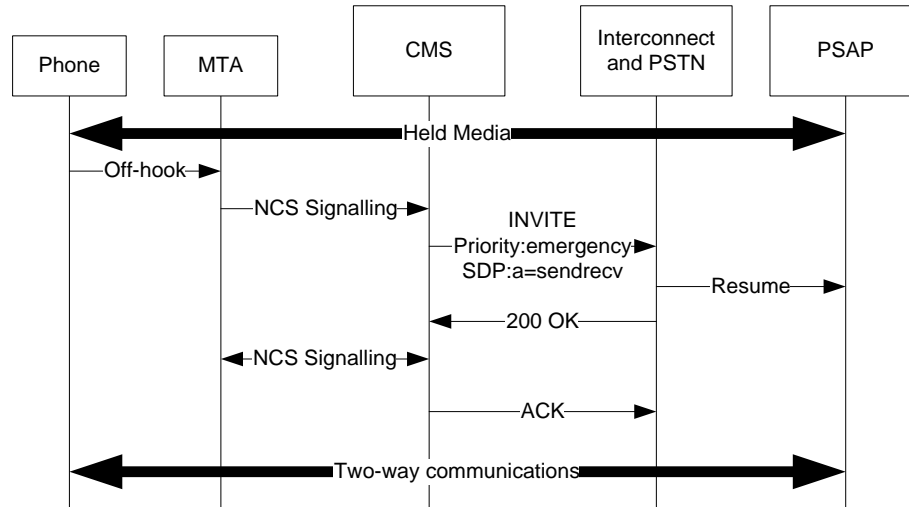 Phone
MTA
CMS
Interconnect
and PSTN
PSAP
Held Media
Off-hook
NCS Signalling
INVITE
Priority:emergency
SDP:a=sendrecv
Resume
200 OK
NCS Signalling
ACK
Two-way communications